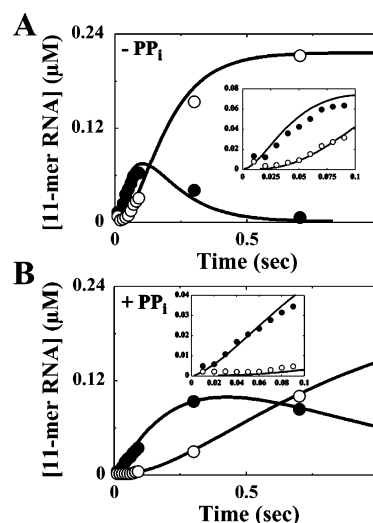 A
- PPi
[11-mer RNA] (μM)
0.24
0.12
0
0.08
0.06
0.04
0.02
0
0 0.025 0.05 0.075 0.1
0.5
Time (sec)
B
+ PPi
[11-mer RNA] (μM)
0.24
0.12
0
0.04
0.03
0.02
0.01
0
0 0.02 0.04 0.06 0.08 0.1
0.5
Time (sec)